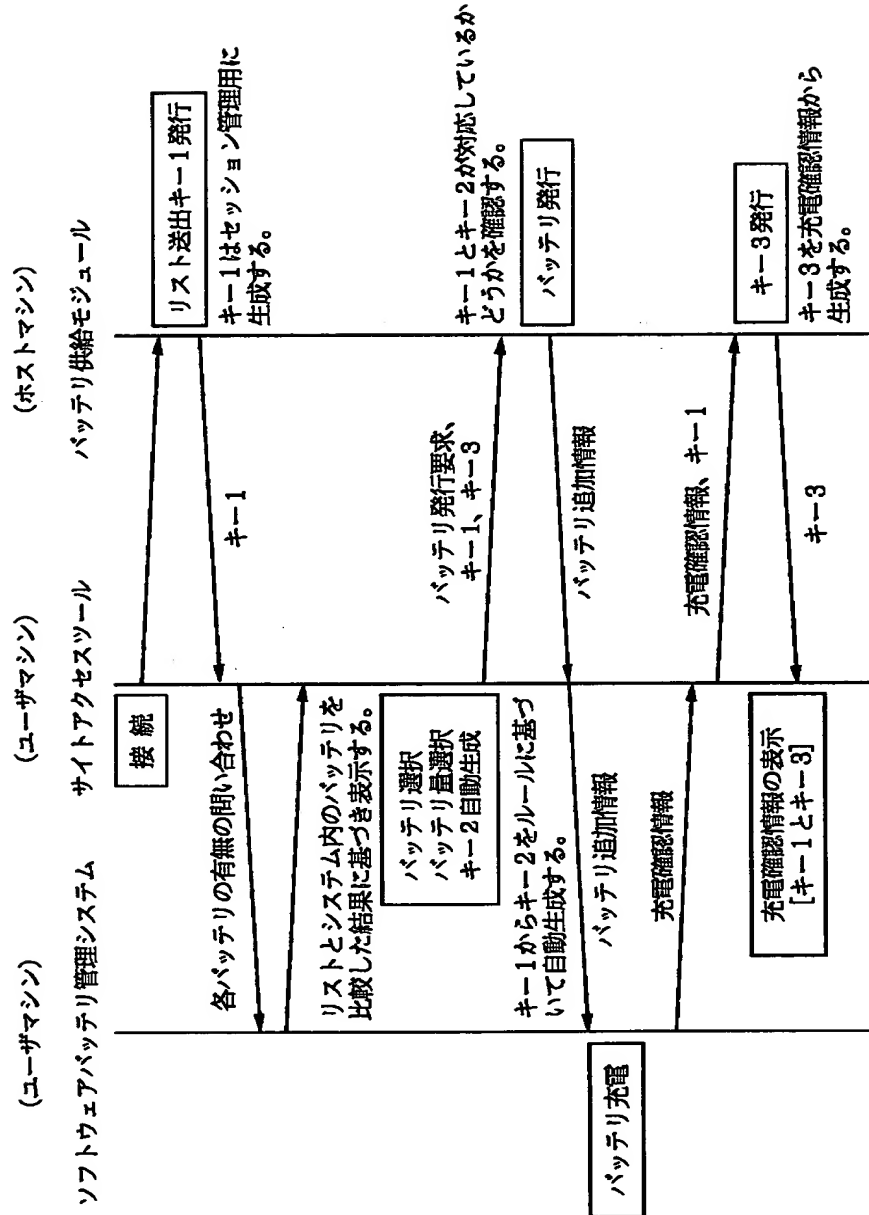 (ユーザマシン)
ソフトウェアバッテリ管理システム
(ユーザマシン)
サイトアクセスツール
(ホストマシン)
バッテリ供給モジュール
接続
リスト送出キー1発行
キー1はセッション管理用に
生成する。
キー1
各バッテリの有無の問い合わせ
リストとシステム内のバッテリを
比較した結果に基づき表示する。
バッテリ選択
バッテリ量選択
キー2自動生成
バッテリ発行要求、
キー1、キー3
キー1とキー2が対応しているか
どうかを確認する。
バッテリ発行
キー1からキー2をルールに基づ
いて自動生成する。
バッテリ追加情報
バッテリ追加情報
バッテリ充電
充電確認情報
充電確認情報、キー1
キー3発行
キー3を充電確認情報から
生成する。
キー3
充電確認情報の表示
[キー1とキー3]